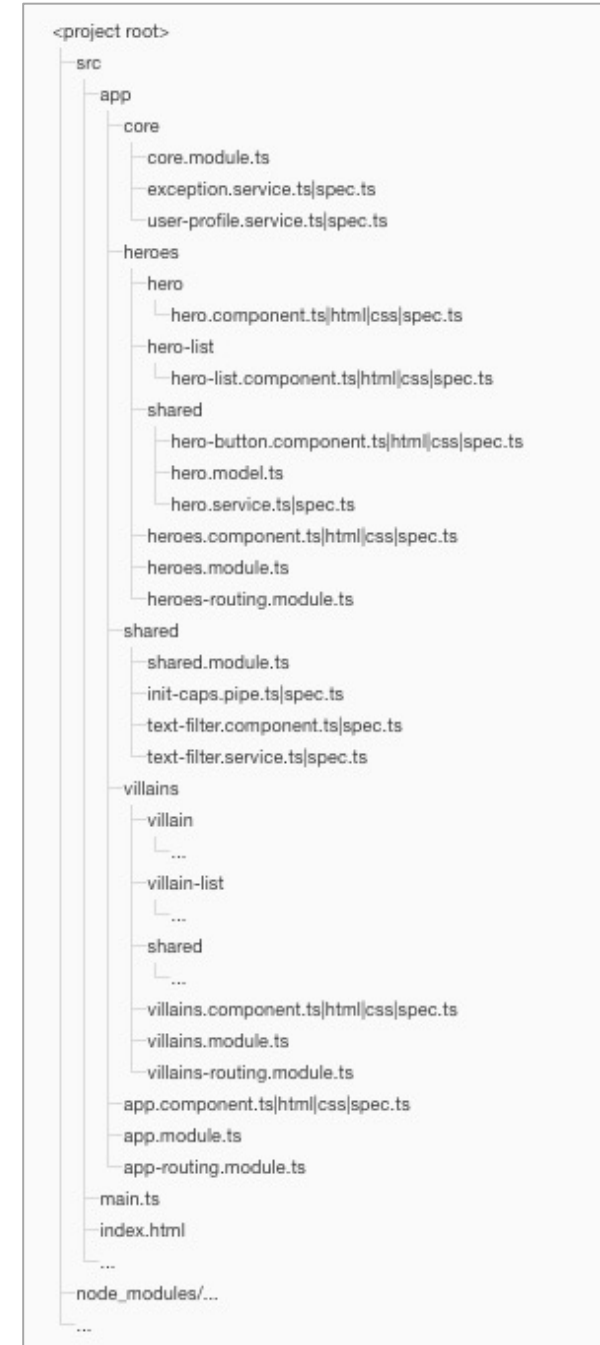 <project root>
src
app
core
core.module.ts
exception.service.ts|spec.ts
user-profile.service.ts|spec.ts
heroes
hero
hero.component.ts|html|css|spec.ts
hero-list
hero-list.component.ts|html|css|spec.ts
shared
hero-button.component.ts|html|css|spec.ts
hero.model.ts
hero.service.ts|spec.ts
heroes.component.ts|html|css|spec.ts
heroes.module.ts
heroes-routing.module.ts
shared
shared.module.ts
init-caps.pipe.ts|spec.ts
text-filter.component.ts|spec.ts
text-filter.service.ts|spec.ts
villains
villain
...
villain-list
...
shared
...
villains.component.ts|html|css|spec.ts
villains.module.ts
villains-routing.module.ts
app.component.ts|html|css|spec.ts
app.module.ts
app-routing.module.ts
main.ts
index.html
...
node_modules/...
...